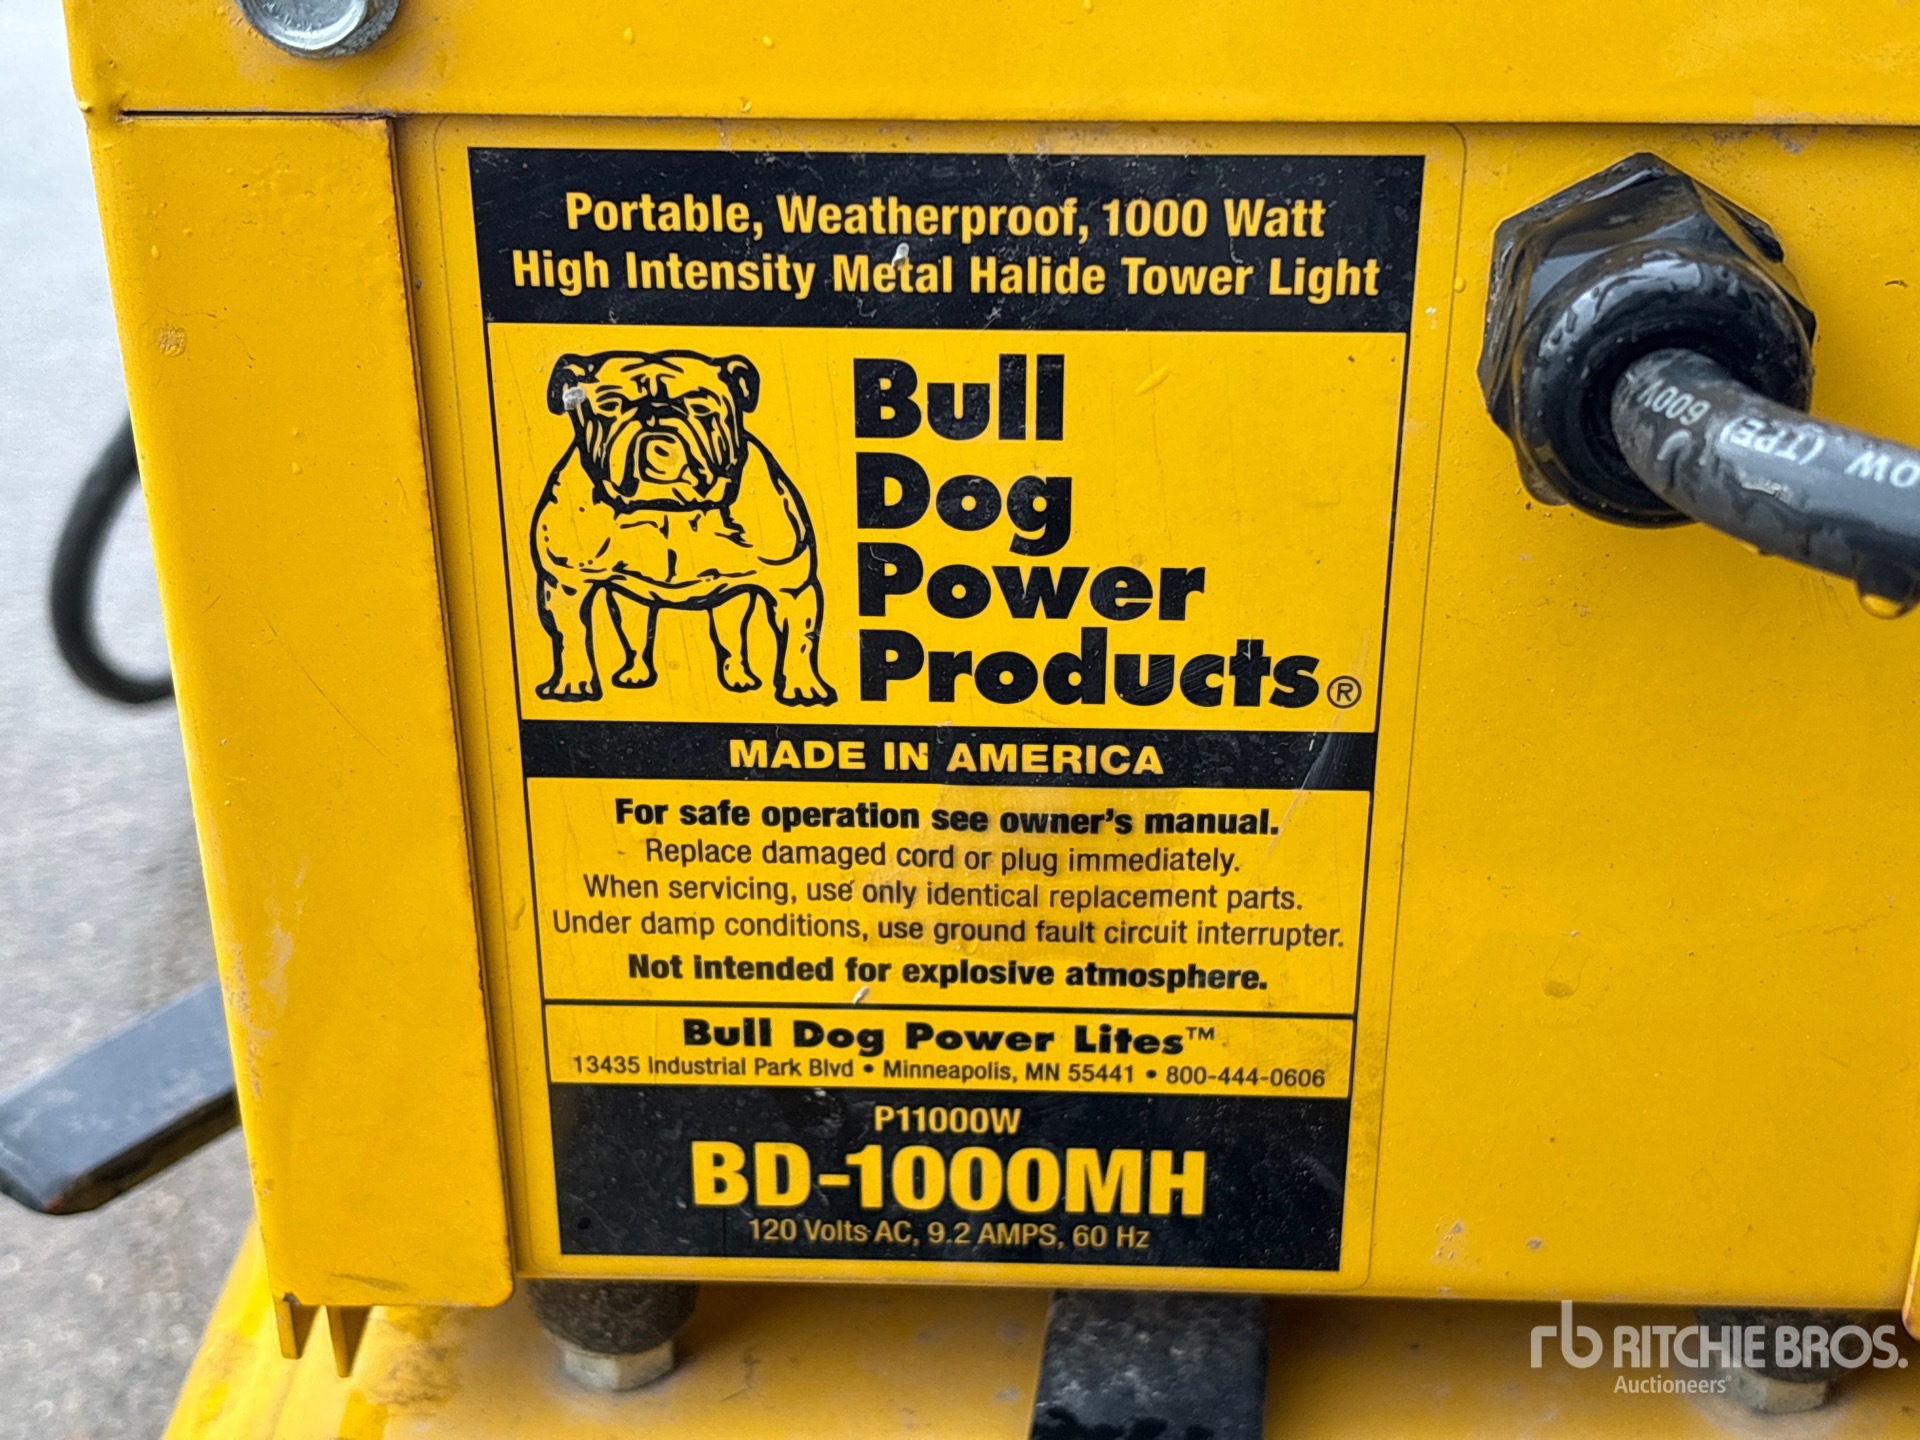 Portable, Weatherproof, 1000 Watt
High Intensity Metal Halide Tower Light
Bull
Dog
Power
Products®
MADE IN AMERICA
For safe operation see owner's manual.
Replace damaged cord or plug immediately.
When servicing, use only identical replacement parts.
Under damp conditions, use ground fault circuit interrupter.
Not intended for explosive atmosphere.
Bull Dog Power Lites™
13435 Industrial Park Blvd • Minneapolis, MN 55441 • 800-444-0606
P11000W
BD-1000MH
120 Volts AC, 9.2 AMPS, 60 Hz
OW (TPE) 600V
rb RITCHIE BROS.
Auctioneers